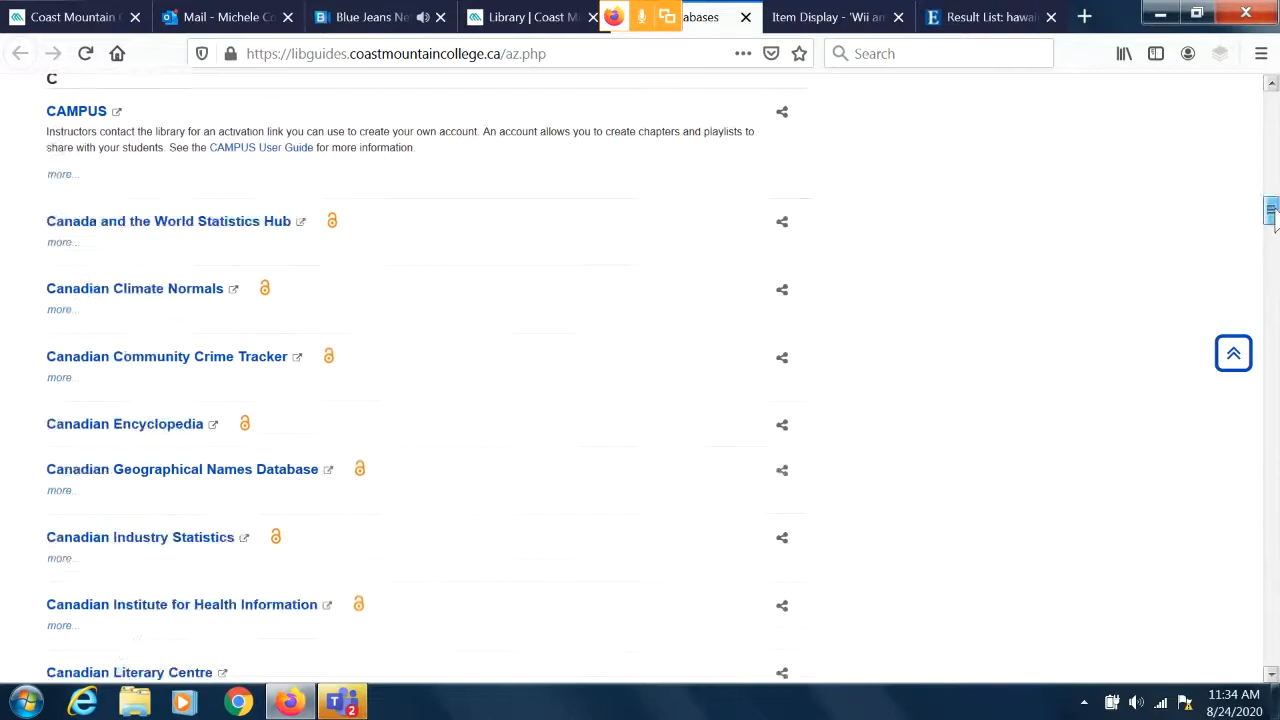 Coast Mountain C
Mail - Michele Co
Blue Jeans N
Library | Coast M
abases
Item Display - 'Wii an
Result List: hawai
https://libguides.coastmountaincollege.ca/az.php
Search
C
CAMPUS
Instructors contact the library for an activation link you can use to create your own account. An account allows you to create chapters and playlists to
share with your students. See the CAMPUS User Guide for more information.
more...
Canada and the World Statistics Hub
more...
Canadian Climate Normals
more...
Canadian Community Crime Tracker
more...
Canadian Encyclopedia
Canadian Geographical Names Database
more...
Canadian Industry Statistics
more...
Canadian Institute for Health Information
more...
Canadian Literary Centre
2
11:34 AM
8/24/2020